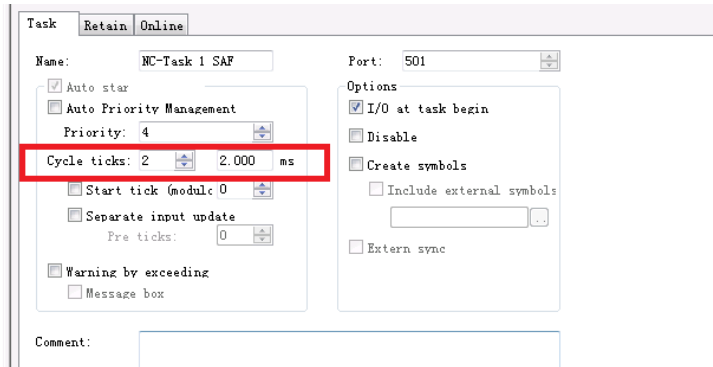 Task Retain Online
Name: NC-Task 1 SAF
Port: 501
Auto star
Auto Priority Management
Priority: 4
Cycle ticks: 2 2.000 ms
Start tick (modulc 0
Separate input update
Pre ticks: 0
Warning by exceeding
Message box
Options
I/O at task begin
Disable
Create symbols
Include external symbols
..
Extern sync
Comment: